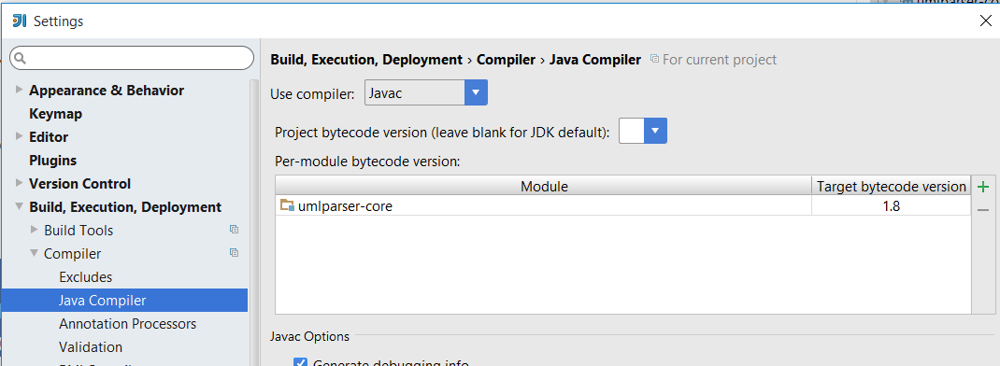 umlparser-co
Settings
Appearance & Behavior
Keymap
Editor
Plugins
Version Control
Build, Execution, Deployment
Build Tools
Compiler
Excludes
Java Compiler
Annotation Processors
Validation
Build, Execution, Deployment › Compiler › Java Compiler For current project
Use compiler: Javac
Project bytecode version (leave blank for JDK default):
Per-module bytecode version:
Module Target bytecode version
umlparser-core 1.8
Javac Options
Generate debugging info